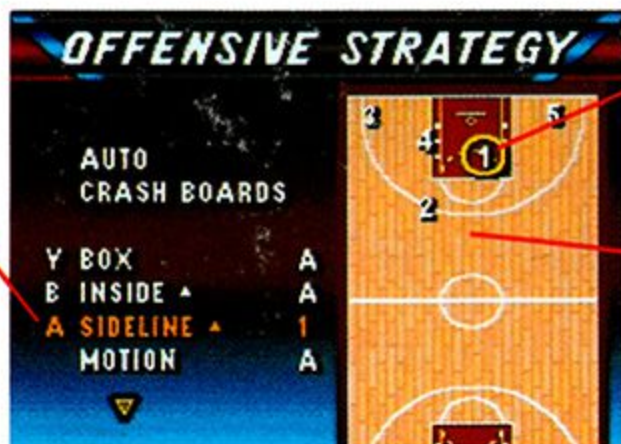 OFFENSIVE STRATEGY
AUTO
CRASH BOARDS
Y BOX A
B INSIDE ▲ A
A SIDELINE ▲ 1
MOTION A
3 5
4 1
2